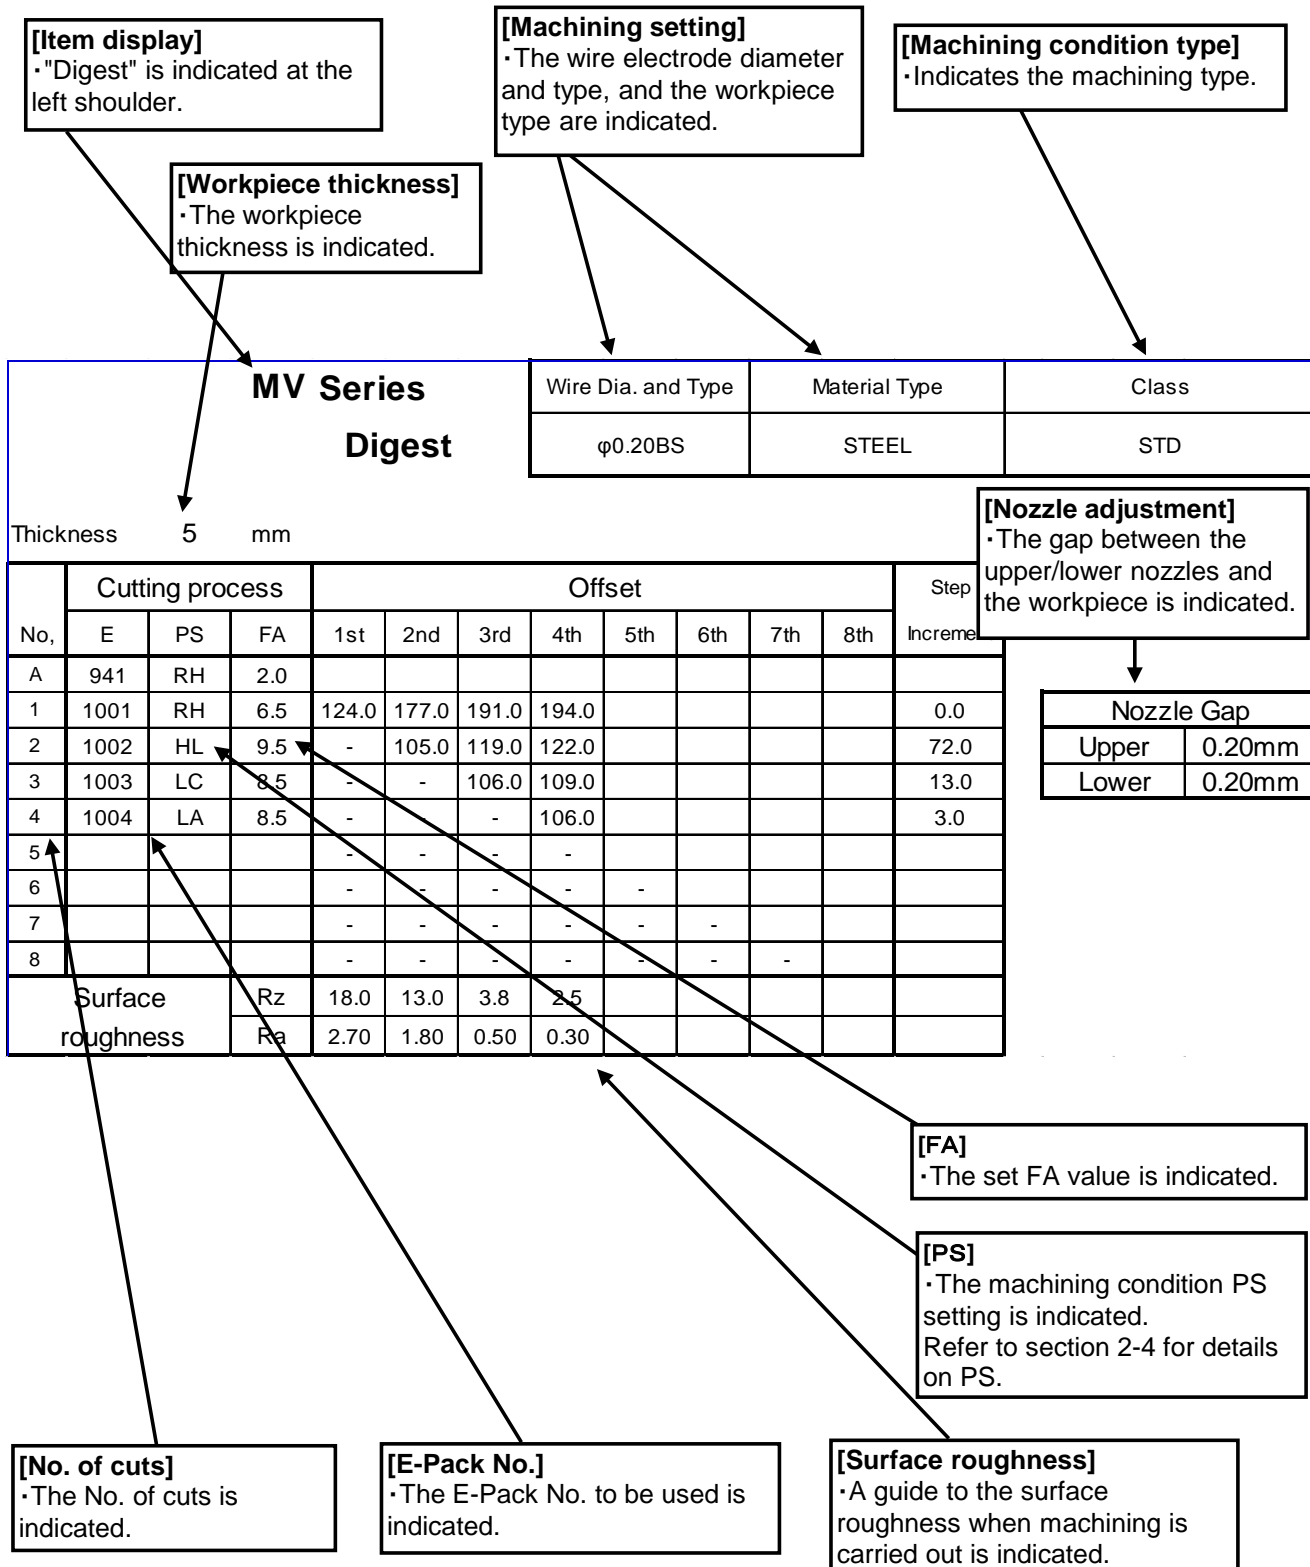 [Item display]
・"Digest" is indicated at the
left shoulder.
[Machining setting]
・The wire electrode diameter
and type, and the workpiece
type are indicated.
[Machining condition type]
・Indicates the machining type.
[Workpiece thickness]
・The workpiece
thickness is indicated.
MV Series
Digest
Wire Dia. and Type Material Type Class
φ0.20BS STEEL STD
Thickness 5 mm
[Nozzle adjustment]
・The gap between the
upper/lower nozzles and
the workpiece is indicated.
Cutting process Offset Step
No, E PS FA 1st 2nd 3rd 4th 5th 6th 7th 8th Increme
A 941 RH 2.0
1 1001 RH 6.5 124.0 177.0 191.0 194.0 0.0
2 1002 HL 9.5 - 105.0 119.0 122.0 72.0
3 1003 LC 8.5 - - 106.0 109.0 13.0
4 1004 LA 8.5 - - - 106.0 3.0
5 - - - -
6 - - - - -
7 - - - - - -
8 - - - - - - -
Surface
roughness
Rz 18.0 13.0 3.8 2.5
Ra 2.70 1.80 0.50 0.30
Nozzle Gap
Upper 0.20mm
Lower 0.20mm
[FA]
・The set FA value is indicated.
[PS]
・The machining condition PS
setting is indicated.
Refer to section 2-4 for details
on PS.
[No. of cuts]
・The No. of cuts is
indicated.
[E-Pack No.]
・The E-Pack No. to be used is
indicated.
[Surface roughness]
・A guide to the surface
roughness when machining is
carried out is indicated.